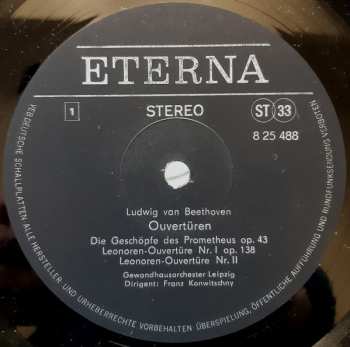 ETERNA
1 STEREO ST 33
8 25 488
Ludwig van Beethoven
Ouvertüren
Die Geschöpfe des Prometheus op. 43
Leonoren-Ouvertüre Nr. I op. 138
Leonoren-Ouvertüre Nr. II
Gewandhausorchester Leipzig
Dirigent: Franz Konwitschny
VEB DEUTSCHE SCHALLPLATTEN ALLE HERSTELLER- UND URHEBERRECHTE VORBEHALTEN ÜBERSPIELUNG, ÖFFENTLICHE AUFFÜHRUNG UND RUNDFUNKSENDUNG VERBOTEN